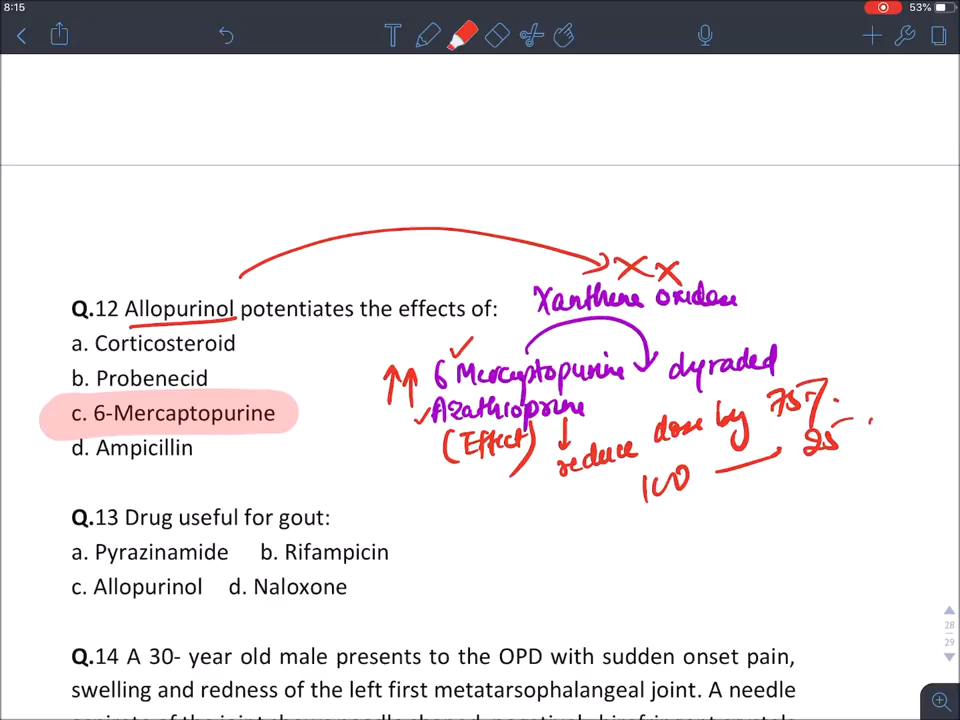 8:15
53%
T
Xanthene oxidase
Q.12 Allopurinol potentiates the effects of:
a. Corticosteroid
6 Mercaptopurine dgraded
b. Probenecid
Azathioprine
c. 6-Mercaptopurine
(Effect) reduce dose by 75%.
d. Ampicillin
100 25
Q.13 Drug useful for gout:
a. Pyrazinamide b. Rifampicin
c. Allopurinol d. Naloxone
28
29
Q.14 A 30- year old male presents to the OPD with sudden onset pain,
swelling and redness of the left first metatarsophalangeal joint. A needle